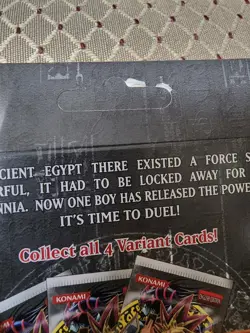 CIENT EGYPT THERE EXISTED A FORCE S
RFUL, IT HAD TO BE LOCKED AWAY FOR
NNIA. NOW ONE BOY HAS RELEASED THE POWE
IT'S TIME TO DUEL!
Collect all 4 Variant Cards!
KONAMI
KONAMI